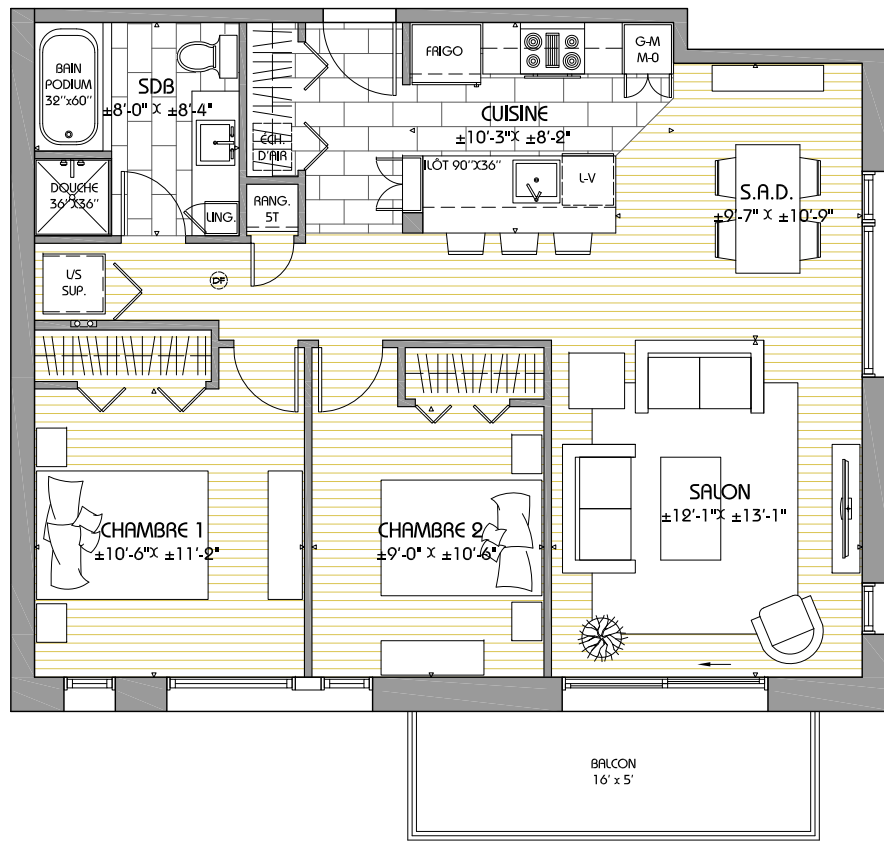 BAIN
PODIUM
32"x60"
SDB
±8'-0" X ±8'-4"
DOUCHE
36"X36"
LING.
ÉCH.
D'AIR
RANG.
5T
FRIGO
G-M
M-O
CUISINE
±10'-3"X ±8'-2"
ILÔT 90"X36"
L-V
S.A.D.
±9'-7" X ±10'-9"
L/S
SUP.
DF
CHAMBRE 1
±10'-6"X ±11'-2"
CHAMBRE 2
±9'-0" X ±10'-6"
SALON
±12'-1"X ±13'-1"
BALCON
16' x 5'